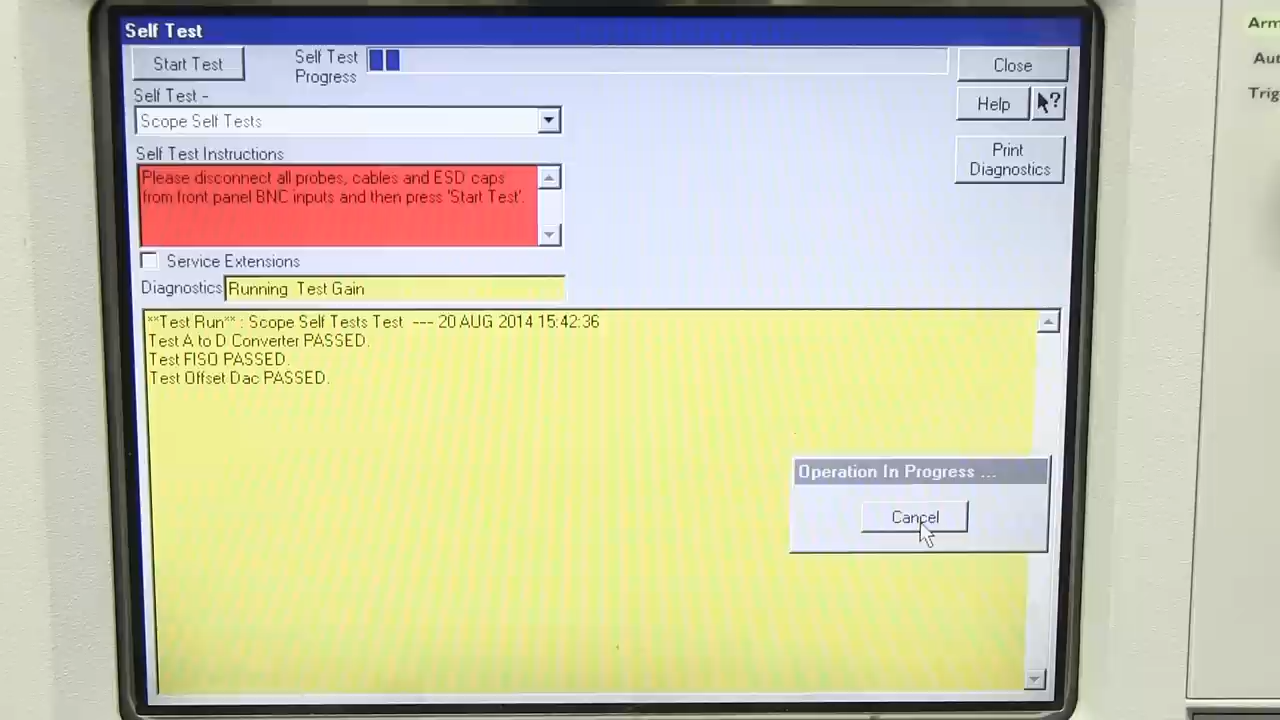 Self Test
Start Test
Self Test
Progress
Close
Self Test -
Help
?
Scope Self Tests
Print
Diagnostics
Self Test Instructions
Please disconnect all probes, cables and ESD caps
from front panel BNC inputs and then press 'Start Test'.
Service Extensions
Diagnostics
Running Test Gain
**Test Run** : Scope Self Tests Test --- 20 AUG 2014 15:42:36
Test A to D Converter PASSED.
Test FISO PASSED.
Test Offset Dac PASSED.
Operation In Progress ...
Cancel
Arm
Aut
Trig